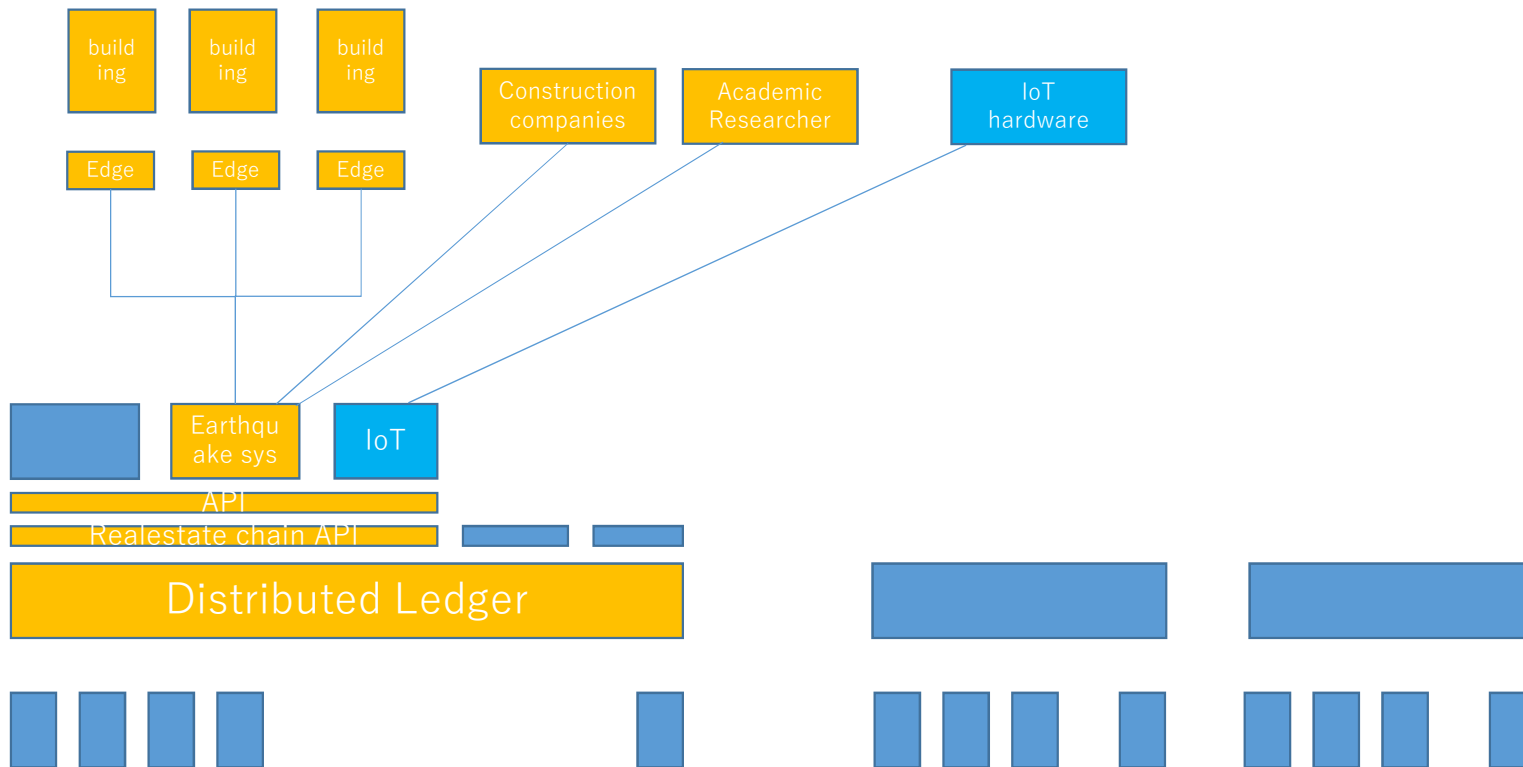 build
ing
build
ing
build
ing
Construction
companies
Academic
Researcher
IoT
hardware
Edge
Edge
Edge
Earthqu
ake sys
IoT
API
Realestate chain API
Distributed Ledger